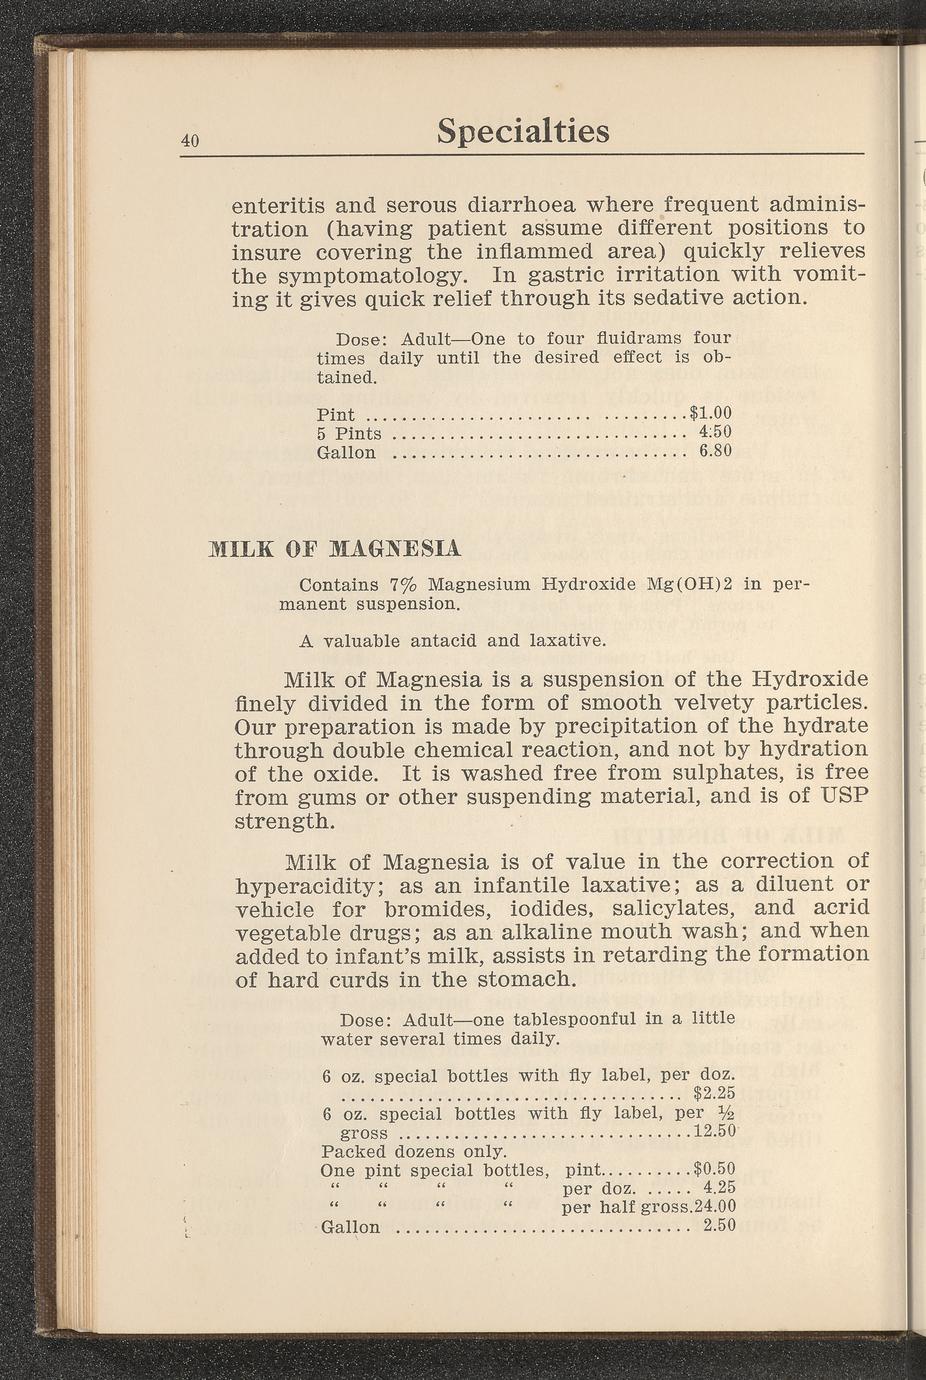 40
Specialties
enteritis and serous diarrhoea where frequent adminis-
tration (having patient assume different positions to
insure covering the inflammed area) quickly relieves
the symptomatology. In gastric irritation with vomit-
ing it gives quick relief through its sedative action.
Dose: Adult—One to four fluidrams four
times daily until the desired effect is ob-
tained.
Pint ........................ .........$1.00
5 Pints ................................ 4.50
Gallon ................................ 6.80
MILK OF MAGNESIA
Contains 7% Magnesium Hydroxide Mg(OH)2 in per-
manent suspension.
A valuable antacid and laxative.
Milk of Magnesia is a suspension of the Hydroxide
finely divided in the form of smooth velvety particles.
Our preparation is made by precipitation of the hydrate
through double chemical reaction, and not by hydration
of the oxide. It is washed free from sulphates, is free
from gums or other suspending material, and is of USP
strength.
Milk of Magnesia is of value in the correction of
hyperacidity; as an infantile laxative; as a diluent or
vehicle for bromides, iodides, salicylates, and acrid
vegetable drugs; as an alkaline mouth wash; and when
added to infant's milk, assists in retarding the formation
of hard curds in the stomach.
Dose: Adult—one tablespoonful in a little
water several times daily.
6 oz. special bottles with fly label, per doz.
..................................... $2.25
6 oz. special bottles with fly label, per ½
gross ...............................12.50
Packed dozens only.
One pint special bottles, pint..........$0.50
“ “ “ “ per doz. ...... 4.25
“ “ “ “ per half gross.24.00
Gallon ................................ 2.50